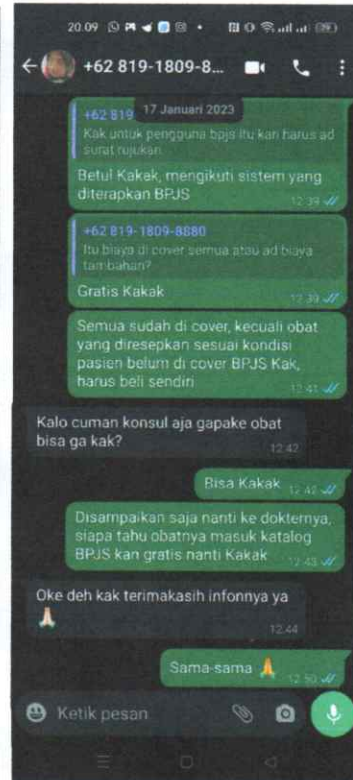 20.09
+62 819-1809-8...
17 Januari 2023
+62 819
Kak untuk pengguna bpjs itu kan harus ad
surat rujukan
Betul Kakak, mengikuti sistem yang
diterapkan BPJS
12.39
+62 819-1809-8880
Itu biaya di cover semua atau ad biaya
tambahan?
Gratis Kakak
12.39
Semua sudah di cover, kecuali obat
yang diresepkan sesuai kondisi
pasien belum di cover BPJS Kak,
harus beli sendiri
12.41
Kalo cuman konsul aja gapake obat
bisa ga kak?
12.42
Bisa Kakak
12.42
Disampaikan saja nanti ke dokternya,
siapa tahu obatnya masuk katalog
BPJS kan gratis nanti Kakak
12.43
Oke deh kak terimakasih infonnya ya
🙏
12.44
Sama-sama 🙏
12.50
Ketik pesan